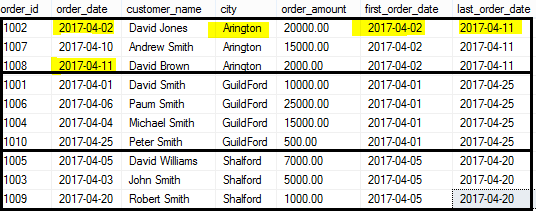 order_id order_date customer_name city order_amount first_order_date last_order_date
1002 2017-04-02 David Jones Arington 20000.00 2017-04-02 2017-04-11
1007 2017-04-10 Andrew Smith Arington 15000.00 2017-04-02 2017-04-11
1008 2017-04-11 David Brown Arington 2000.00 2017-04-02 2017-04-11
1001 2017-04-01 David Smith GuildFord 10000.00 2017-04-01 2017-04-25
1006 2017-04-06 Paum Smith GuildFord 25000.00 2017-04-01 2017-04-25
1004 2017-04-04 Michael Smith GuildFord 15000.00 2017-04-01 2017-04-25
1010 2017-04-25 Peter Smith GuildFord 500.00 2017-04-01 2017-04-25
1005 2017-04-05 David Williams Shalford 7000.00 2017-04-05 2017-04-20
1003 2017-04-03 John Smith Shalford 5000.00 2017-04-05 2017-04-20
1009 2017-04-20 Robert Smith Shalford 1000.00 2017-04-05 2017-04-20